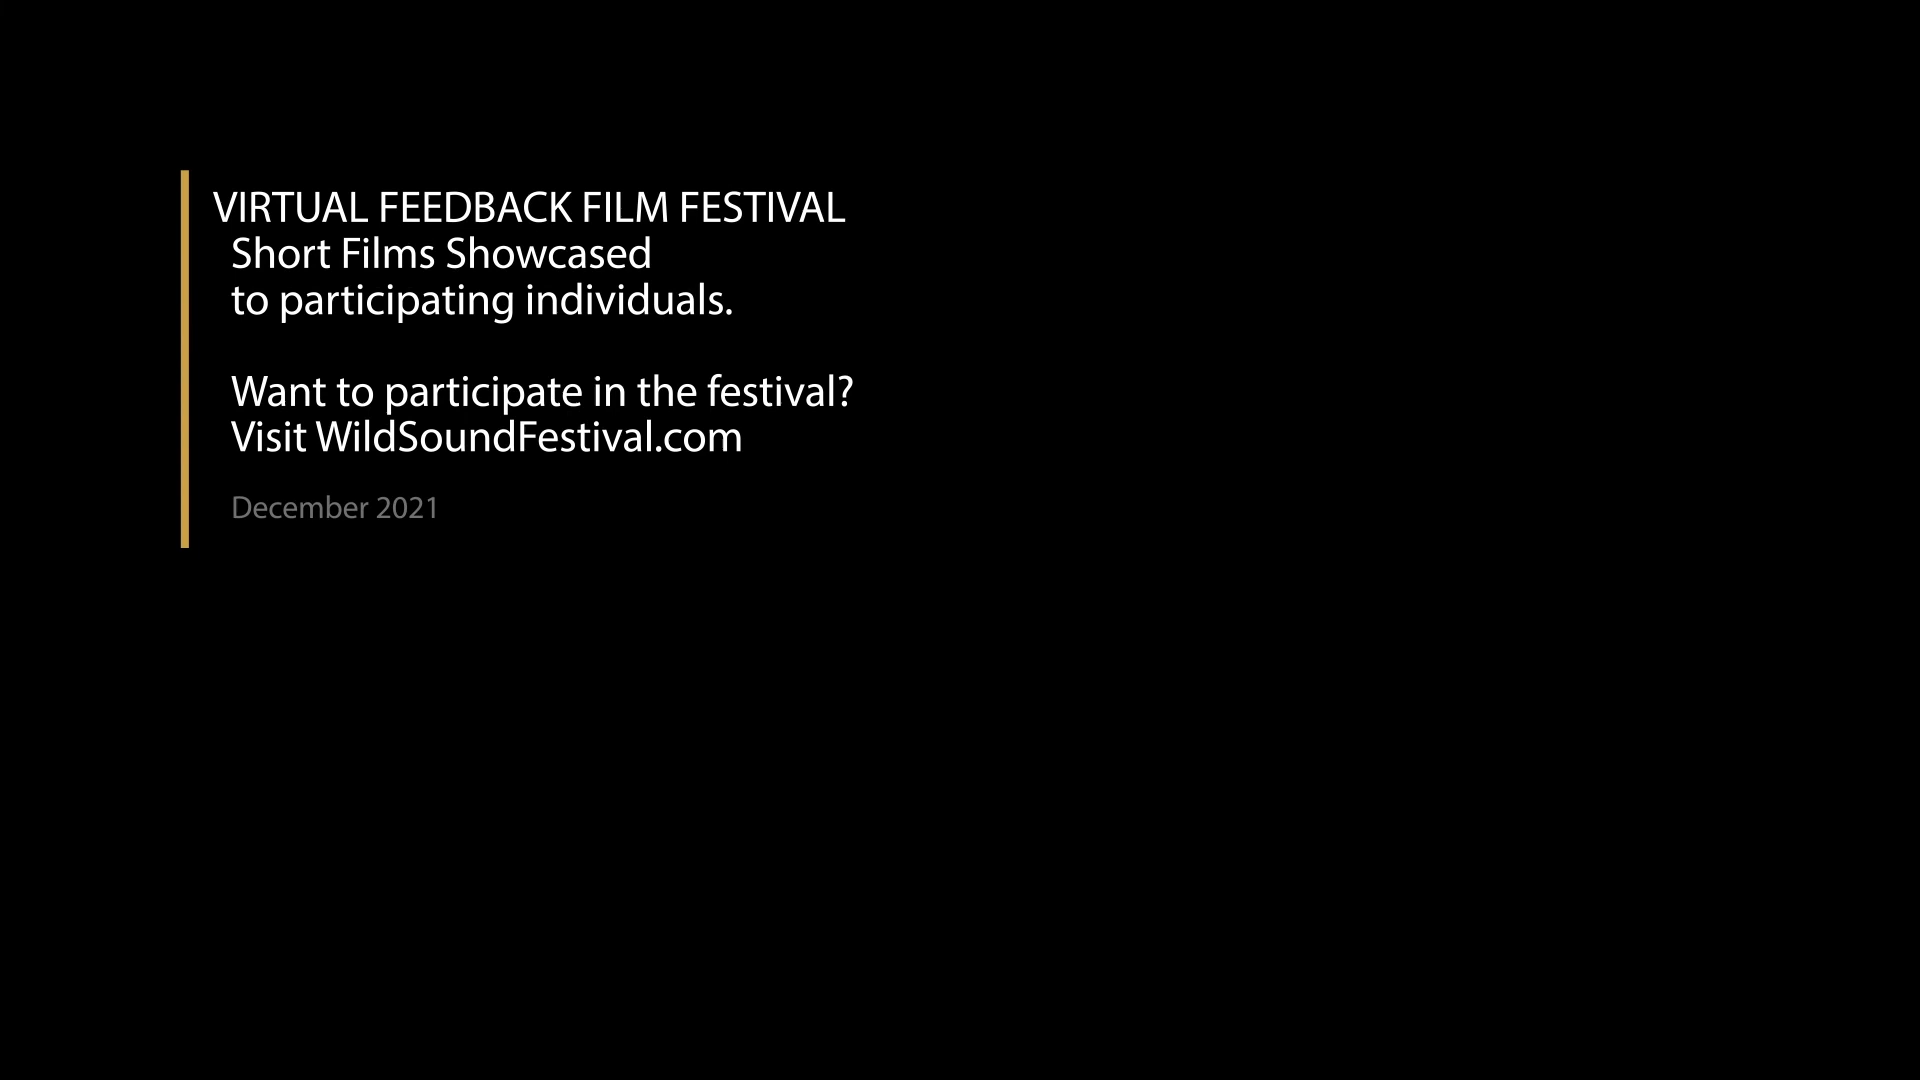 VIRTUAL FEEDBACK FILM FESTIVAL
Short Films Showcased
to participating individuals.
Want to participate in the festival?
Visit WildSoundFestival.com
December 2021